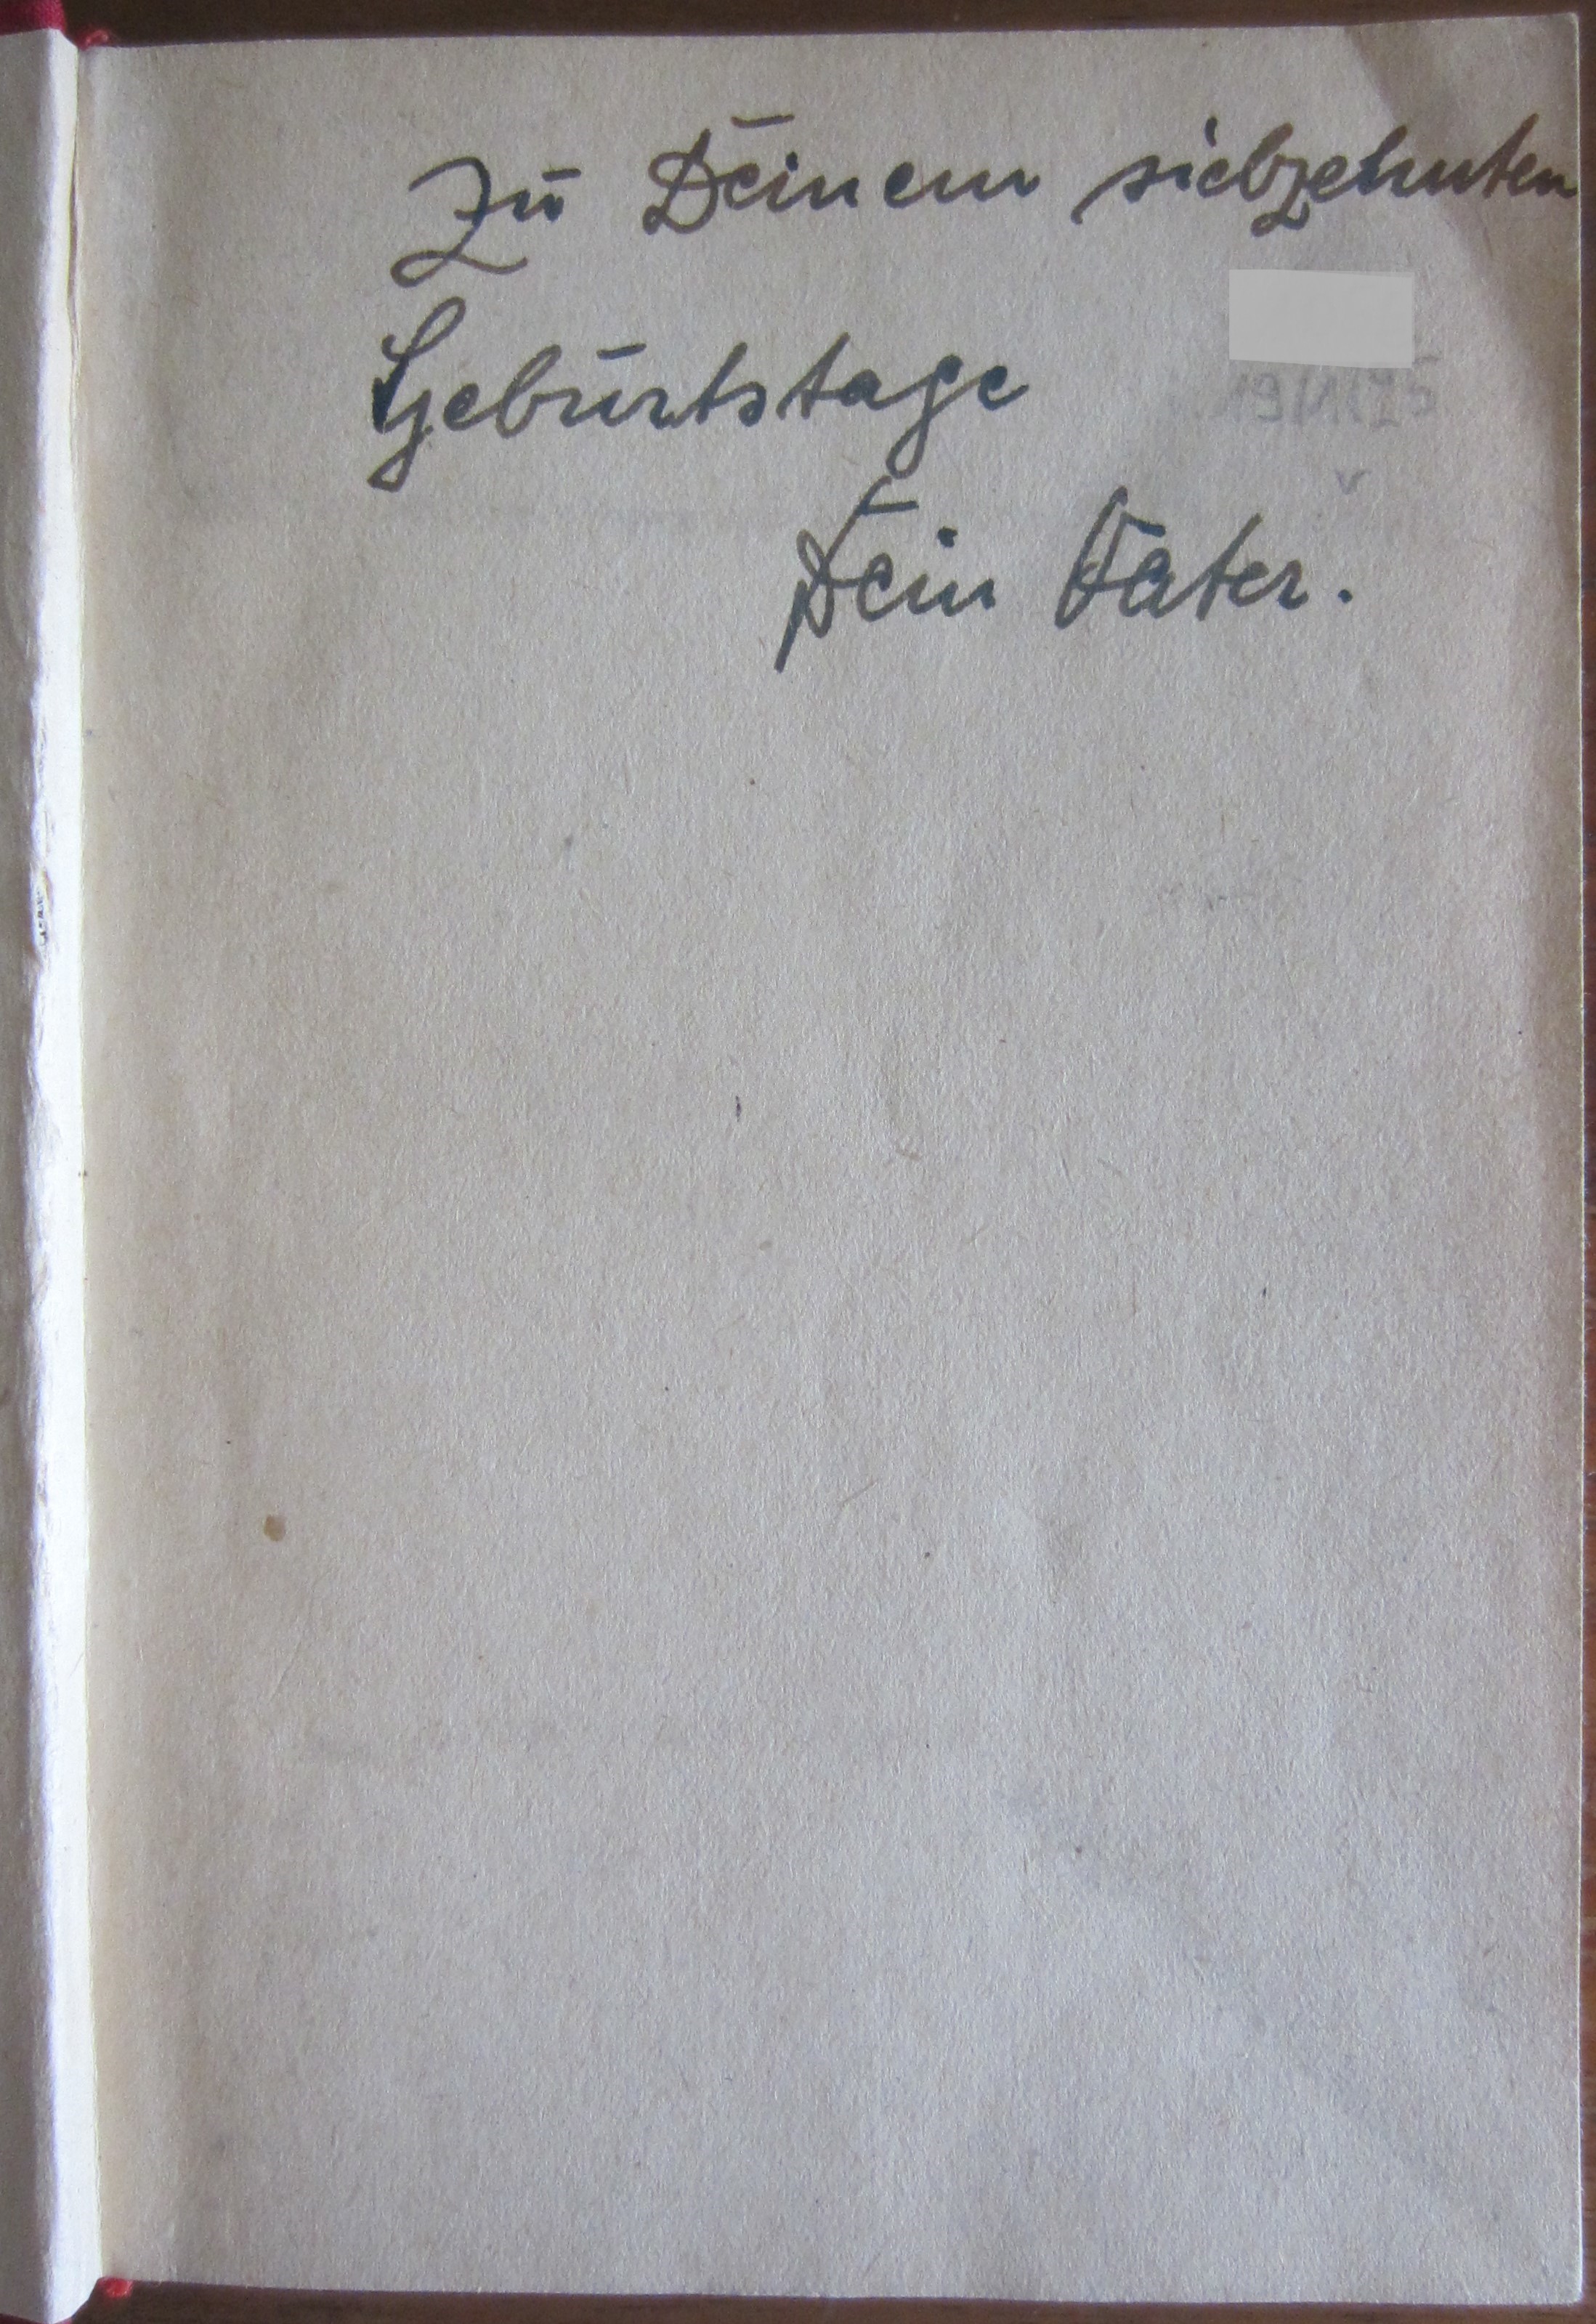 Zu Deinem siebzehnten
Geburtstage
Dein Vater.